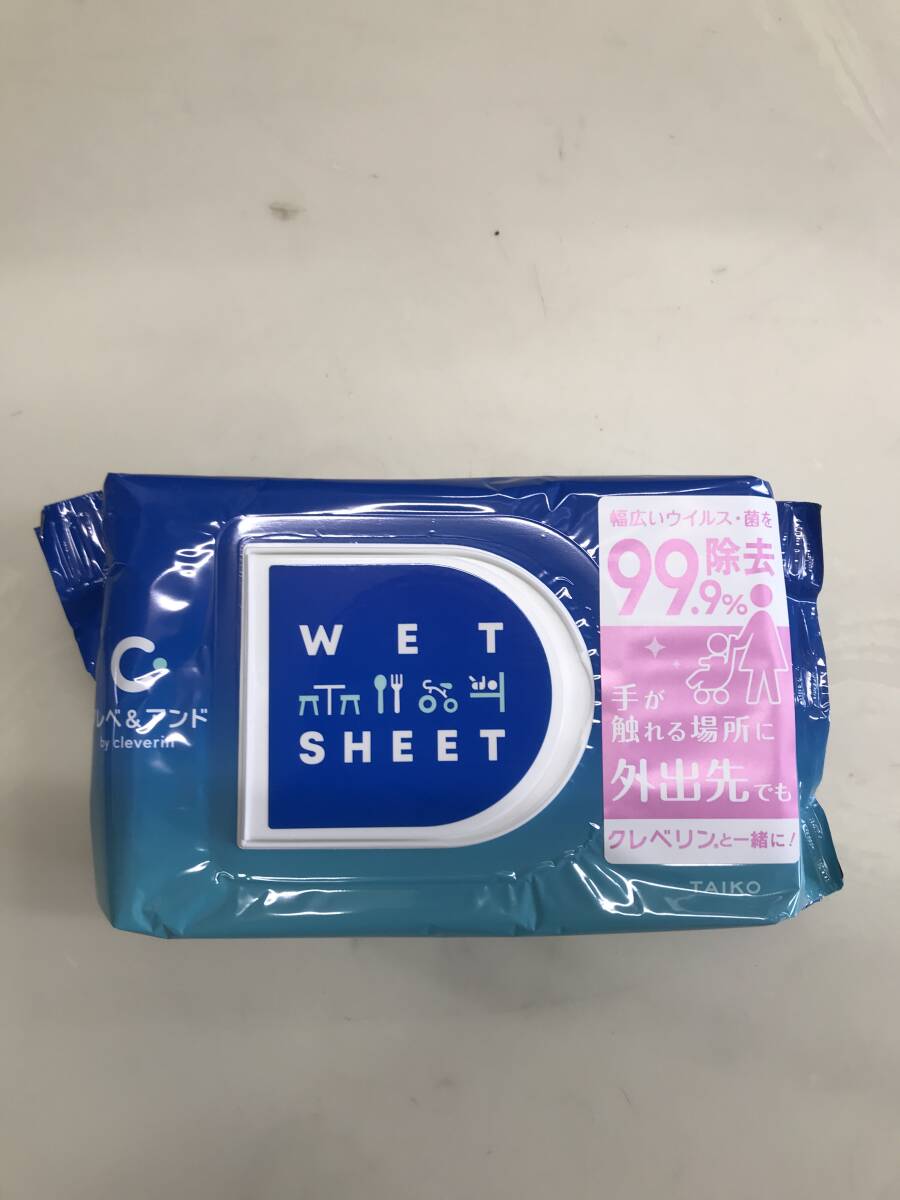 クレベ&アンド
by cleverin
WET
SHEET
幅広いウイルス・菌を
99.9%除去
手が
触れる場所に
外出先でも
クレベリン®と一緒に!
TAIKO